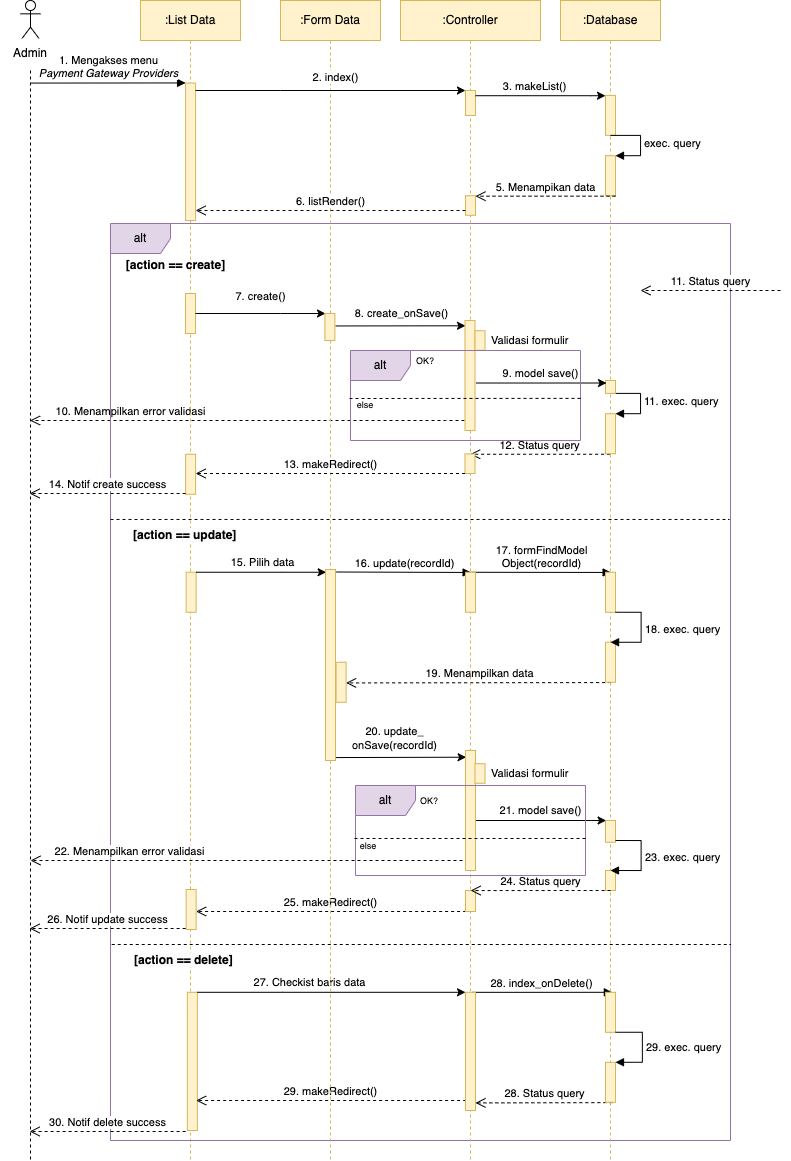 :List Data
:Form Data
:Controller
:Database
Admin
1. Mengakses menu
Payment Gateway Providers
2. index()
3. makeList()
exec. query
5. Menampikan data
6. listRender()
alt
[action == create]
11. Status query
7. create()
8. create_onSave()
Validasi formulir
alt
OK?
9. model save()
else
11. exec. query
10. Menampilkan error validasi
12. Status query
13. makeRedirect()
14. Notif create success
[action == update]
15. Pilih data
16. update(recordId)
17. formFindModel
Object(recordId)
18. exec. query
19. Menampilkan data
20. update_
onSave(recordId)
Validasi formulir
alt
OK?
21. model save()
else
22. Menampilkan error validasi
23. exec. query
24. Status query
25. makeRedirect()
26. Notif update success
[action == delete]
27. Checkist baris data
28. index_onDelete()
29. exec. query
29. makeRedirect()
28. Status query
30. Notif delete success